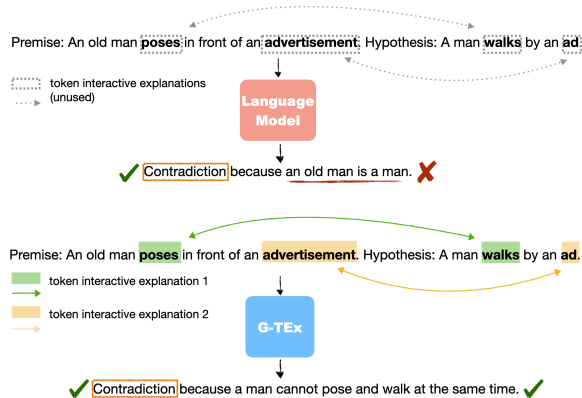 Premise: An old man poses in front of an advertisement. Hypothesis: A man walks by an ad.
token interactive explanations
(unused)
Language
Model
Contradiction because an old man is a man.
Premise: An old man poses in front of an advertisement. Hypothesis: A man walks by an ad.
token interactive explanation 1
token interactive explanation 2
G-TEx
Contradiction because a man cannot pose and walk at the same time.